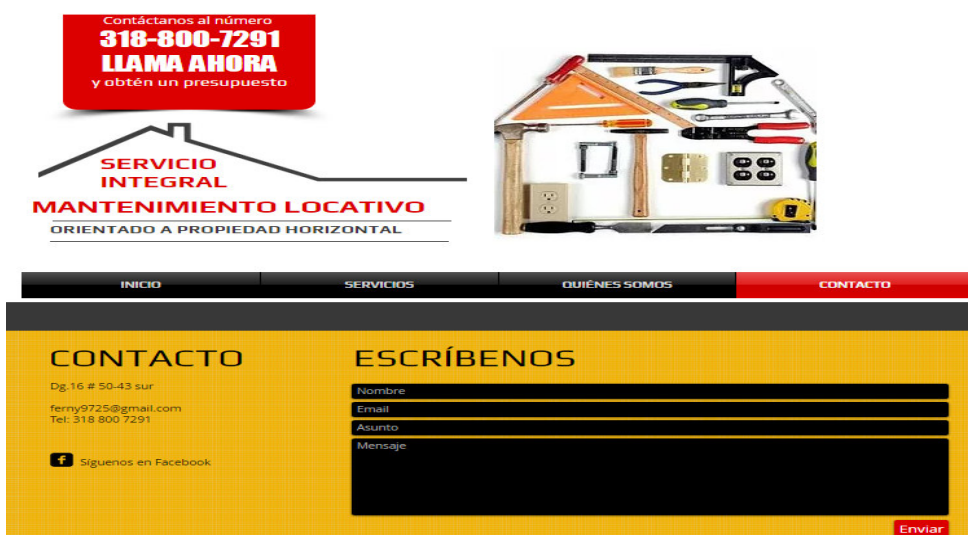 Contáctanos al número
318-800-7291
LLAMA AHORA
y obtén un presupuesto
SERVICIO
INTEGRAL
MANTENIMIENTO LOCATIVO
ORIENTADO A PROPIEDAD HORIZONTAL
INICIO SERVICIOS QUIÉNES SOMOS CONTACTO
CONTACTO
Dg.16 # 50-43 sur
ferny9725@gmail.com
Tel: 318 800 7291
f Síguenos en Facebook
ESCRÍBENOS
Nombre
Email
Asunto
Mensaje
Enviar